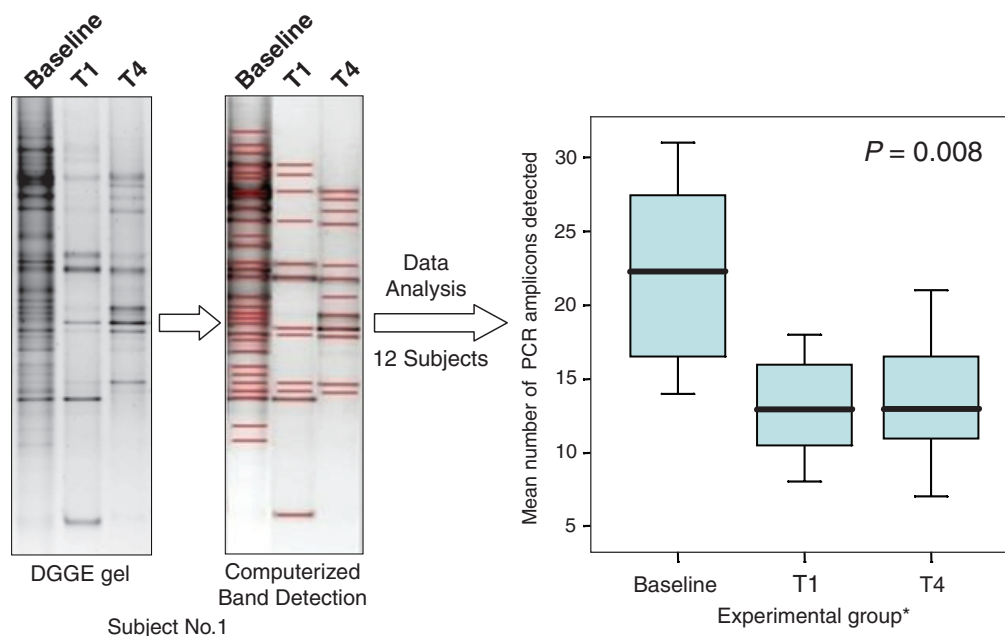 Baseline
T1
T4
DGGE gel
Baseline
T1
T4
Computerized
Band Detection
Subject No.1
Data
Analysis
12 Subjects
Mean number of PCR amplicons detected
30
25
20
15
10
5
P = 0.008
Baseline
T1
T4
Experimental group*